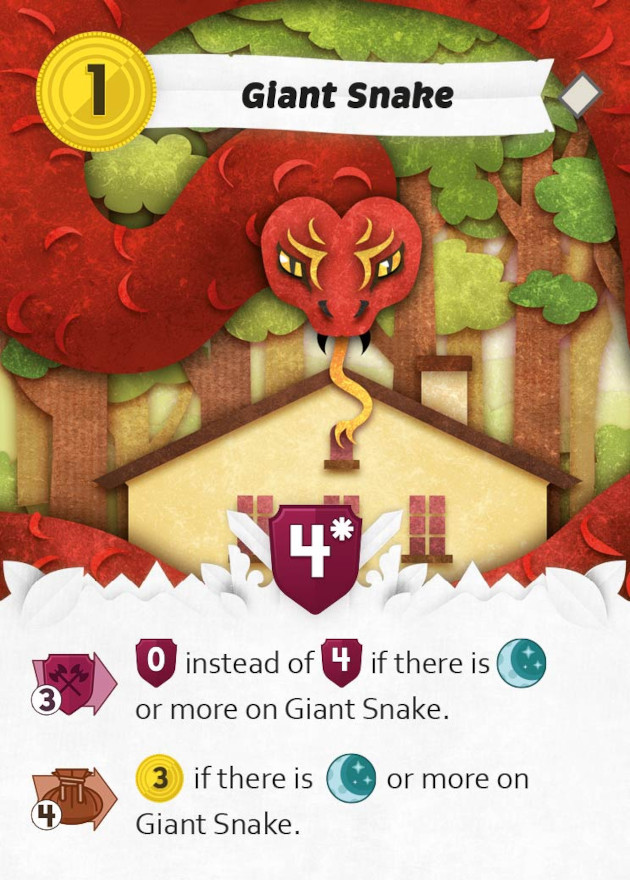 1
Giant Snake
4*
3
0 instead of 4 if there is
or more on Giant Snake.
4
3 if there is or more on
Giant Snake.